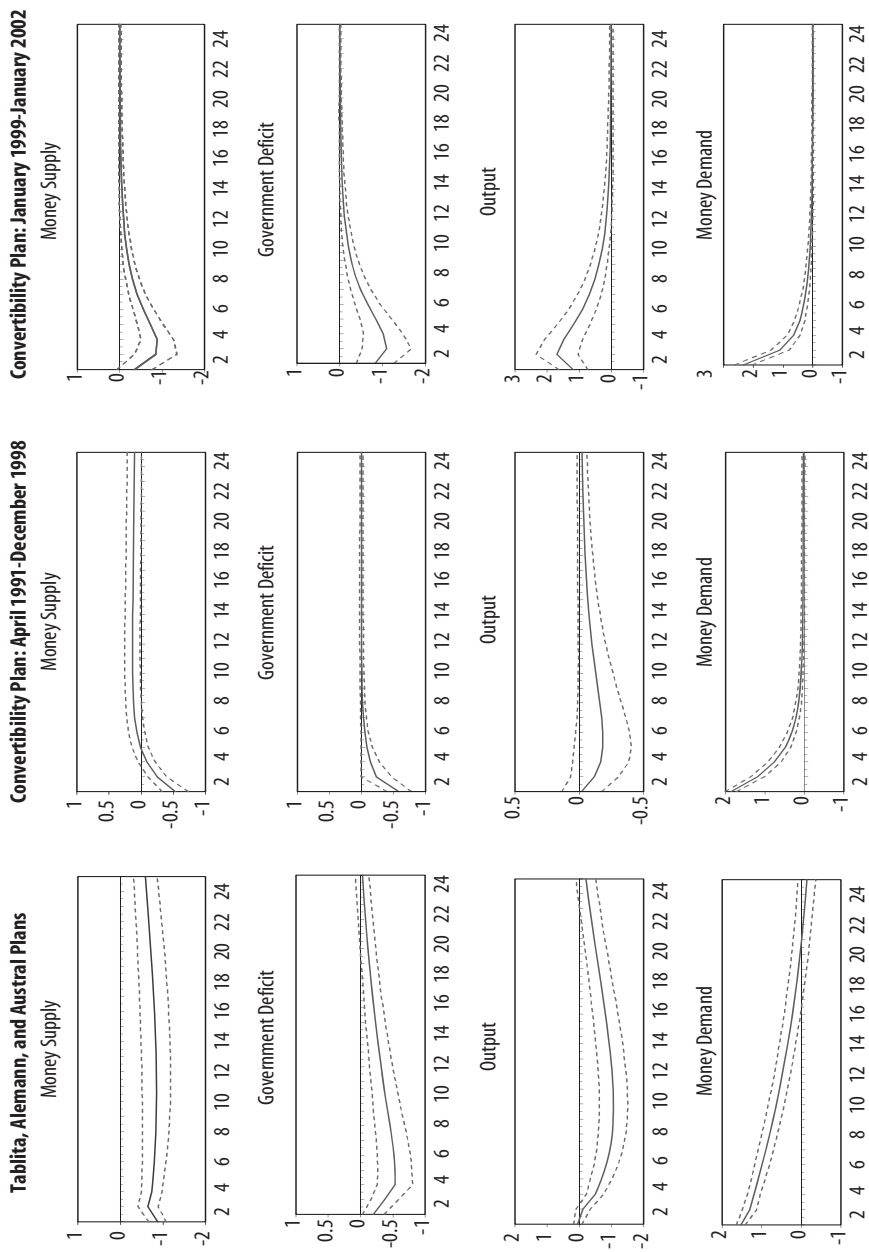 Tablita, Alemann, and Austral Plans
Money Supply
1
0
-1
-2
2 4 6 8 10 12 14 16 18 20 22 24
Government Deficit
1
0.5
0
-0.5
-1
2 4 6 8 10 12 14 16 18 20 22 24
Output
2
1
0
-1
-2
2 4 6 8 10 12 14 16 18 20 22 24
Money Demand
2
1
0
-1
2 4 6 8 10 12 14 16 18 20 22 24
Convertibility Plan: April 1991-December 1998
Money Supply
1
0.5
0
-0.5
-1
2 4 6 8 10 12 14 16 18 20 22 24
Government Deficit
1
0.5
0
-0.5
-1
2 4 6 8 10 12 14 16 18 20 22 24
Output
0.5
0
-0.5
2 4 6 8 10 12 14 16 18 20 22 24
Money Demand
2
1
0
-1
2 4 6 8 10 12 14 16 18 20 22 24
Convertibility Plan: January 1999-January 2002
Money Supply
1
0
-1
-2
2 4 6 8 10 12 14 16 18 20 22 24
Government Deficit
1
0
-1
-2
2 4 6 8 10 12 14 16 18 20 22 24
Output
3
2
1
0
-1
2 4 6 8 10 12 14 16 18 20 22 24
Money Demand
3
2
1
0
-1
2 4 6 8 10 12 14 16 18 20 22 24